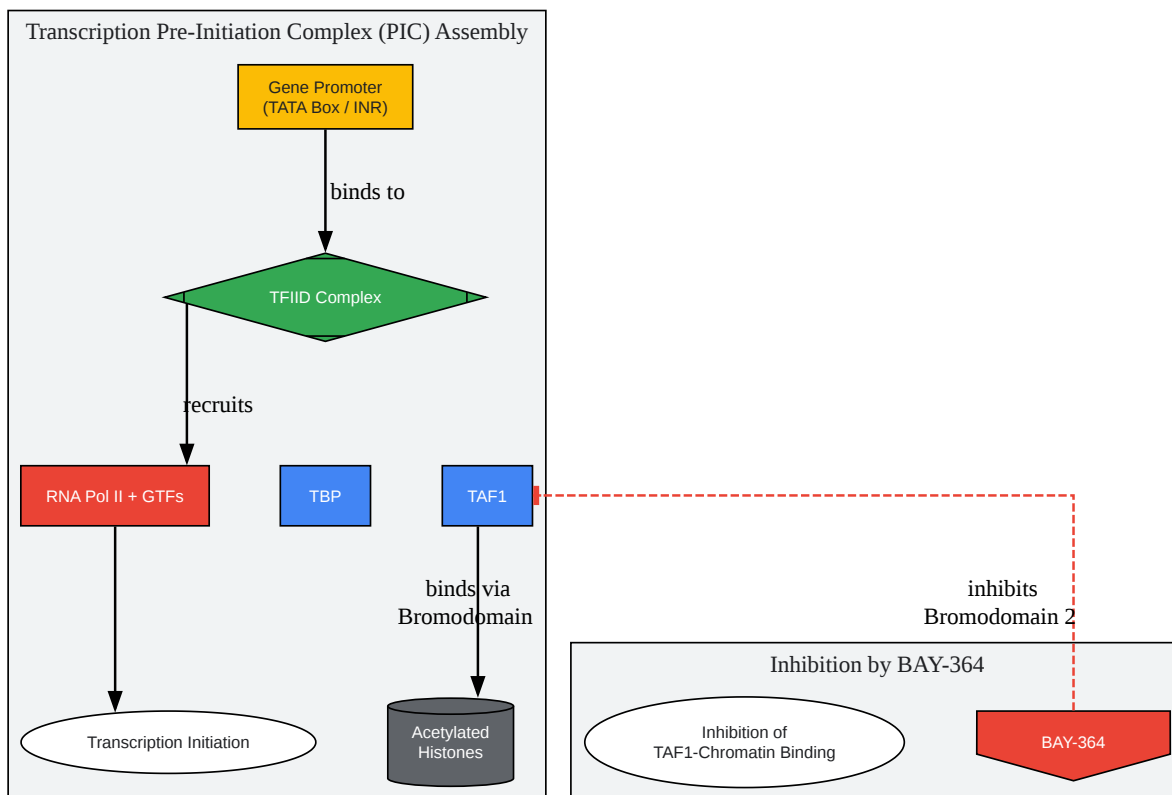 Transcription Pre-Initiation Complex (PIC) Assembly
Gene Promoter
(TATA Box / INR)
binds to
TFIID Complex
recruits
RNA Pol II + GTFs
TBP
TAF1
binds via
Bromodomain
inhibits
Bromodomain 2
Inhibition by BAY-364
Transcription Initiation
Acetylated
Histones
Inhibition of
TAF1-Chromatin Binding
BAY-364